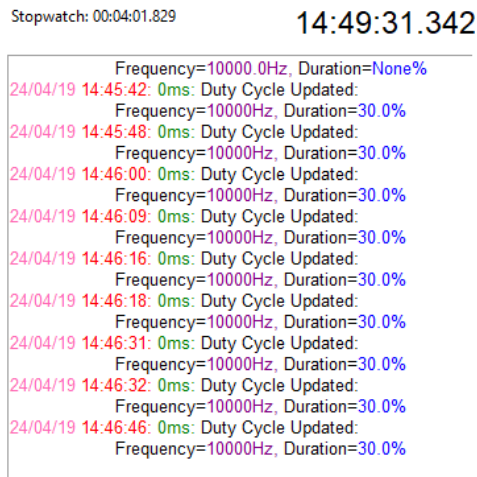 Stopwatch: 00:04:01.829
14:49:31.342
Frequency=10000.0Hz, Duration=None%
24/04/19 14:45:42: 0ms: Duty Cycle Updated:
Frequency=10000Hz, Duration=30.0%
24/04/19 14:45:48: 0ms: Duty Cycle Updated:
Frequency=10000Hz, Duration=30.0%
24/04/19 14:46:00: 0ms: Duty Cycle Updated:
Frequency=10000Hz, Duration=30.0%
24/04/19 14:46:09: 0ms: Duty Cycle Updated:
Frequency=10000Hz, Duration=30.0%
24/04/19 14:46:16: 0ms: Duty Cycle Updated:
Frequency=10000Hz, Duration=30.0%
24/04/19 14:46:18: 0ms: Duty Cycle Updated:
Frequency=10000Hz, Duration=30.0%
24/04/19 14:46:31: 0ms: Duty Cycle Updated:
Frequency=10000Hz, Duration=30.0%
24/04/19 14:46:32: 0ms: Duty Cycle Updated:
Frequency=10000Hz, Duration=30.0%
24/04/19 14:46:46: 0ms: Duty Cycle Updated:
Frequency=10000Hz, Duration=30.0%